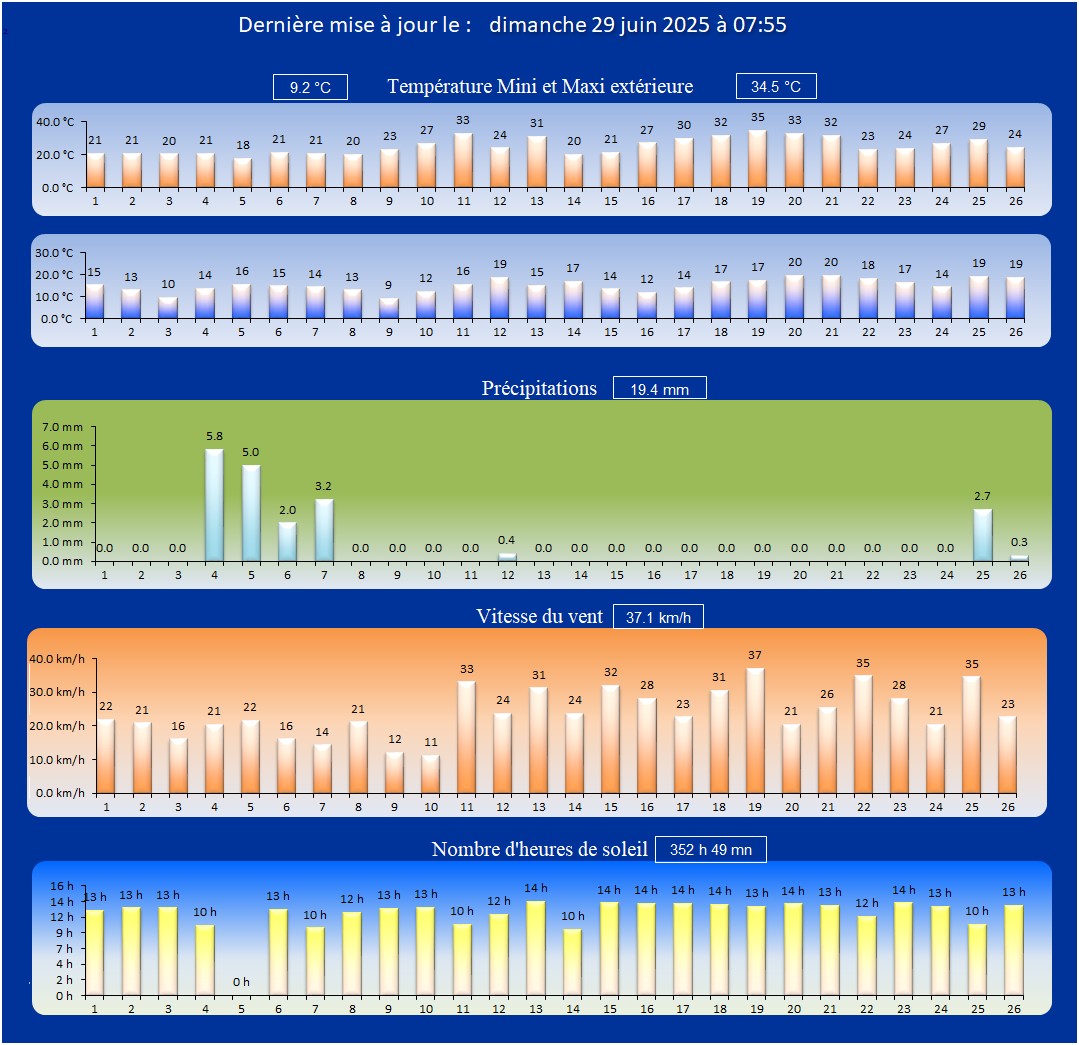 Dernière mise à jour le : dimanche 29 juin 2025 à 07:55
9.2 °C Température Mini et Maxi extérieure 34.5 °C
40.0 °C
20.0 °C
0.0 °C
21 21 20 21 18 21 21 20 23 27 33 24 31 20 21 27 30 32 35 33 32 23 24 27 29 24
1 2 3 4 5 6 7 8 9 10 11 12 13 14 15 16 17 18 19 20 21 22 23 24 25 26
30.0 °C
20.0 °C
10.0 °C
0.0 °C
15 13 10 14 16 15 14 13 9 12 16 19 15 17 14 12 14 17 17 20 20 18 17 14 19 19
1 2 3 4 5 6 7 8 9 10 11 12 13 14 15 16 17 18 19 20 21 22 23 24 25 26
Précipitations 19.4 mm
7.0 mm
6.0 mm
5.0 mm
4.0 mm
3.0 mm
2.0 mm
1.0 mm
0.0 mm
0.0 0.0 0.0 5.8 5.0 2.0 3.2 0.0 0.0 0.0 0.0 0.4 0.0 0.0 0.0 0.0 0.0 0.0 0.0 0.0 0.0 0.0 0.0 0.0 2.7 0.3
1 2 3 4 5 6 7 8 9 10 11 12 13 14 15 16 17 18 19 20 21 22 23 24 25 26
Vitesse du vent 37.1 km/h
40.0 km/h
30.0 km/h
20.0 km/h
10.0 km/h
0.0 km/h
22 21 16 21 22 16 14 21 12 11 33 24 31 24 32 28 23 31 37 21 26 35 28 21 35 23
1 2 3 4 5 6 7 8 9 10 11 12 13 14 15 16 17 18 19 20 21 22 23 24 25 26
Nombre d'heures de soleil 352 h 49 mn
16 h
14 h
12 h
9 h
7 h
4 h
2 h
0 h
13 h 13 h 13 h 10 h 0 h 13 h 10 h 12 h 13 h 13 h 10 h 12 h 14 h 10 h 14 h 14 h 14 h 14 h 13 h 14 h 13 h 12 h 14 h 13 h 10 h 13 h
1 2 3 4 5 6 7 8 9 10 11 12 13 14 15 16 17 18 19 20 21 22 23 24 25 26